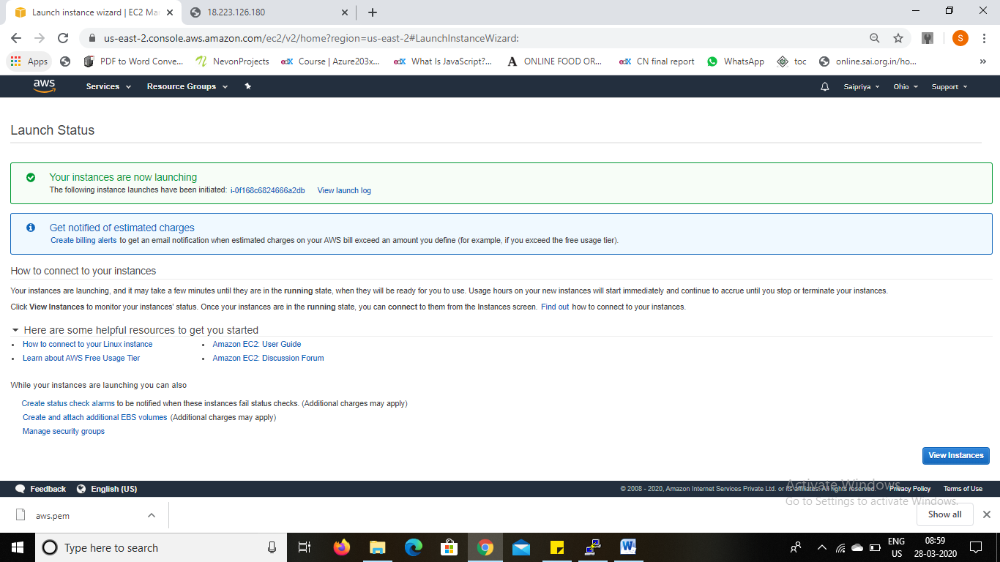 Launch instance wizard | EC2 Ma
18.223.126.180
us-east-2.console.aws.amazon.com/ec2/v2/home?region=us-east-2#LaunchInstanceWizard:
S
Apps PDF to Word Conve... NevonProjects edX Course | Azure203x... edX What Is JavaScript?... A ONLINE FOOD OR... edX CN final report WhatsApp toc online.sai.org.in/ho... »
aws Services Resource Groups Saipriya Ohio Support
Launch Status
Your instances are now launching
The following instance launches have been initiated: i-0f168c6824666a2db View launch log
Get notified of estimated charges
Create billing alerts to get an email notification when estimated charges on your AWS bill exceed an amount you define (for example, if you exceed the free usage tier).
How to connect to your instances
Your instances are launching, and it may take a few minutes until they are in the running state, when they will be ready for you to use. Usage hours on your new instances will start immediately and continue to accrue until you stop or terminate your instances.
Click View Instances to monitor your instances' status. Once your instances are in the running state, you can connect to them from the Instances screen. Find out how to connect to your instances.
Here are some helpful resources to get you started
• How to connect to your Linux instance
• Amazon EC2: User Guide
• Learn about AWS Free Usage Tier
• Amazon EC2: Discussion Forum
While your instances are launching you can also
Create status check alarms to be notified when these instances fail status checks. (Additional charges may apply)
Create and attach additional EBS volumes (Additional charges may apply)
Manage security groups
View Instances
Feedback English (US)
© 2008 - 2020, Amazon Internet Services Private Ltd. or its affiliates. All rights reserved. Privacy Policy Terms of Use
Activate Windows
Go to Settings to activate Windows.
aws.pem
Show all
Type here to search
W
ENG
US
08:59
28-03-2020